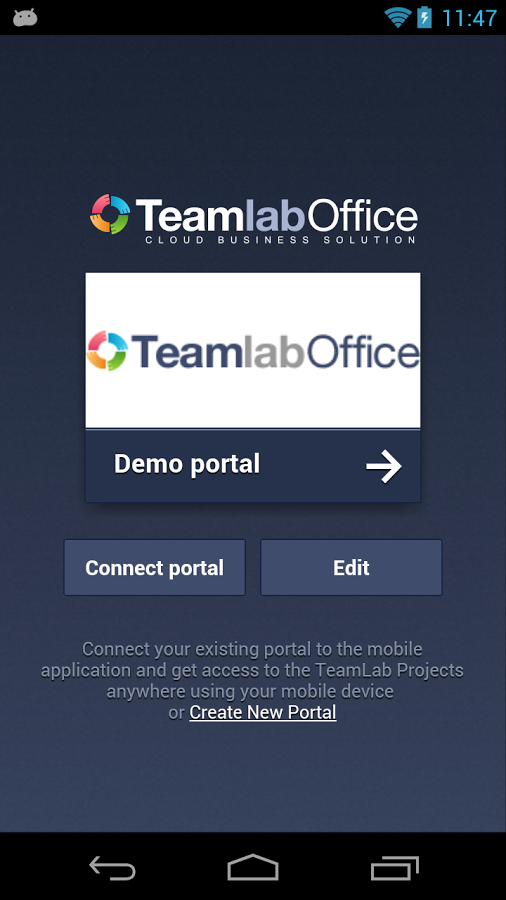 11:47
TeamlabOffice
CLOUD BUSINESS SOLUTION
TeamlabOffice
Demo portal
Connect portal
Edit
Connect your existing portal to the mobile
application and get access to the TeamLab Projects
anywhere using your mobile device
or Create New Portal